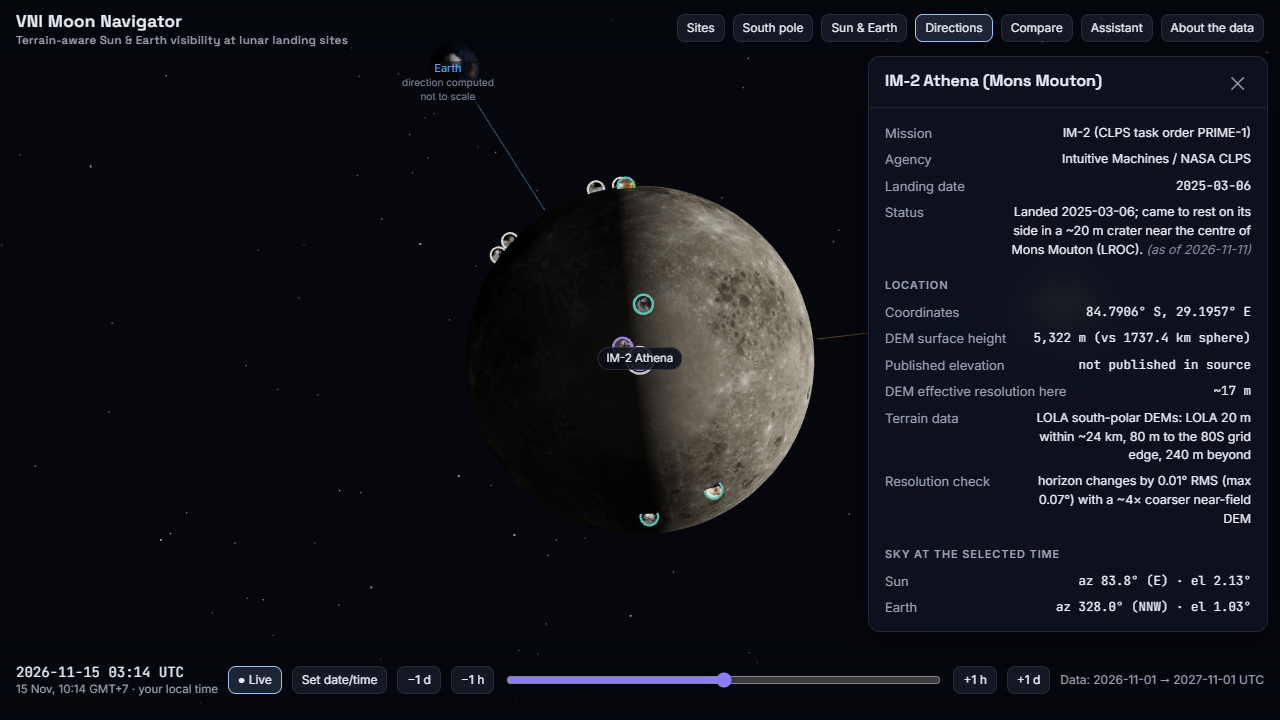 VNI Moon Navigator
Terrain-aware Sun & Earth visibility at lunar landing sites
Sites
South pole
Sun & Earth
Directions
Compare
Assistant
About the data
Earth
direction computed
not to scale
IM-2 Athena
IM-2 Athena (Mons Mouton)
Mission IM-2 (CLPS task order PRIME-1)
Agency Intuitive Machines / NASA CLPS
Landing date 2025-03-06
Status Landed 2025-03-06; came to rest on its
side in a ~20 m crater near the centre of
Mons Mouton (LROC). (as of 2026-11-11)
LOCATION
Coordinates 84.7906° S, 29.1957° E
DEM surface height 5,322 m (vs 1737.4 km sphere)
Published elevation not published in source
DEM effective resolution here ~17 m
Terrain data LOLA south-polar DEMs: LOLA 20 m
within ~24 km, 80 m to the 80S grid
edge, 240 m beyond
Resolution check horizon changes by 0.01° RMS (max
0.07°) with a ~4× coarser near-field
DEM
SKY AT THE SELECTED TIME
Sun az 83.8° (E) · el 2.13°
Earth az 328.0° (NNW) · el 1.03°
2026-11-15 03:14 UTC
15 Nov, 10:14 GMT+7 · your local time
● Live
Set date/time
−1 d
−1 h
+1 h
+1 d
Data: 2026-11-01 → 2027-11-01 UTC